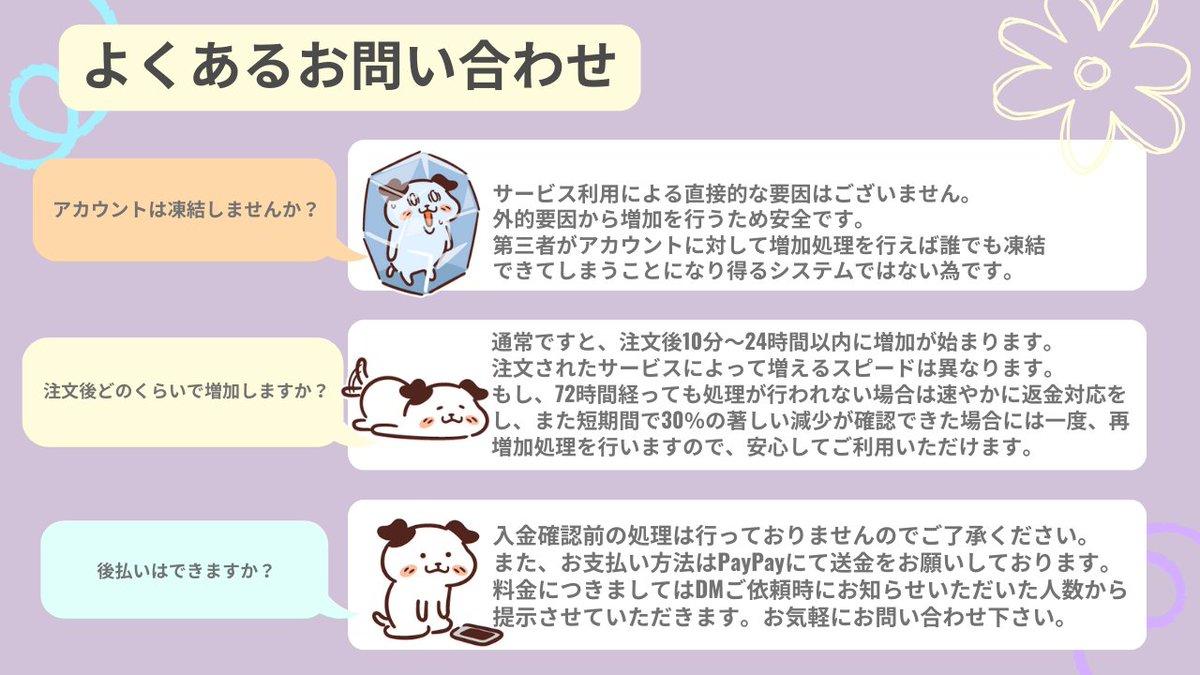 よくあるお問い合わせ
アカウントは凍結しませんか？
サービス利用による直接的な要因はございません。
外的要因から増加を行うため安全です。
第三者がアカウントに対して増加処理を行えば誰でも凍結
できてしまうことになり得るシステムではない為です。
注文後どのくらいで増加しますか？
通常ですと、注文後10分〜24時間以内に増加が始まります。
注文されたサービスによって増えるスピードは異なります。
もし、72時間経っても処理が行われない場合は速やかに返金対応を
し、また短期間で30%の著しい減少が確認できた場合には一度、再
増加処理を行いますので、安心してご利用いただけます。
後払いはできますか？
入金確認前の処理は行っておりませんのでご了承ください。
また、お支払い方法はPayPayにて送金をお願いしております。
料金につきましてはDMご依頼時にお知らせいただいた人数から
提示させていただきます。お気軽にお問い合わせ下さい。